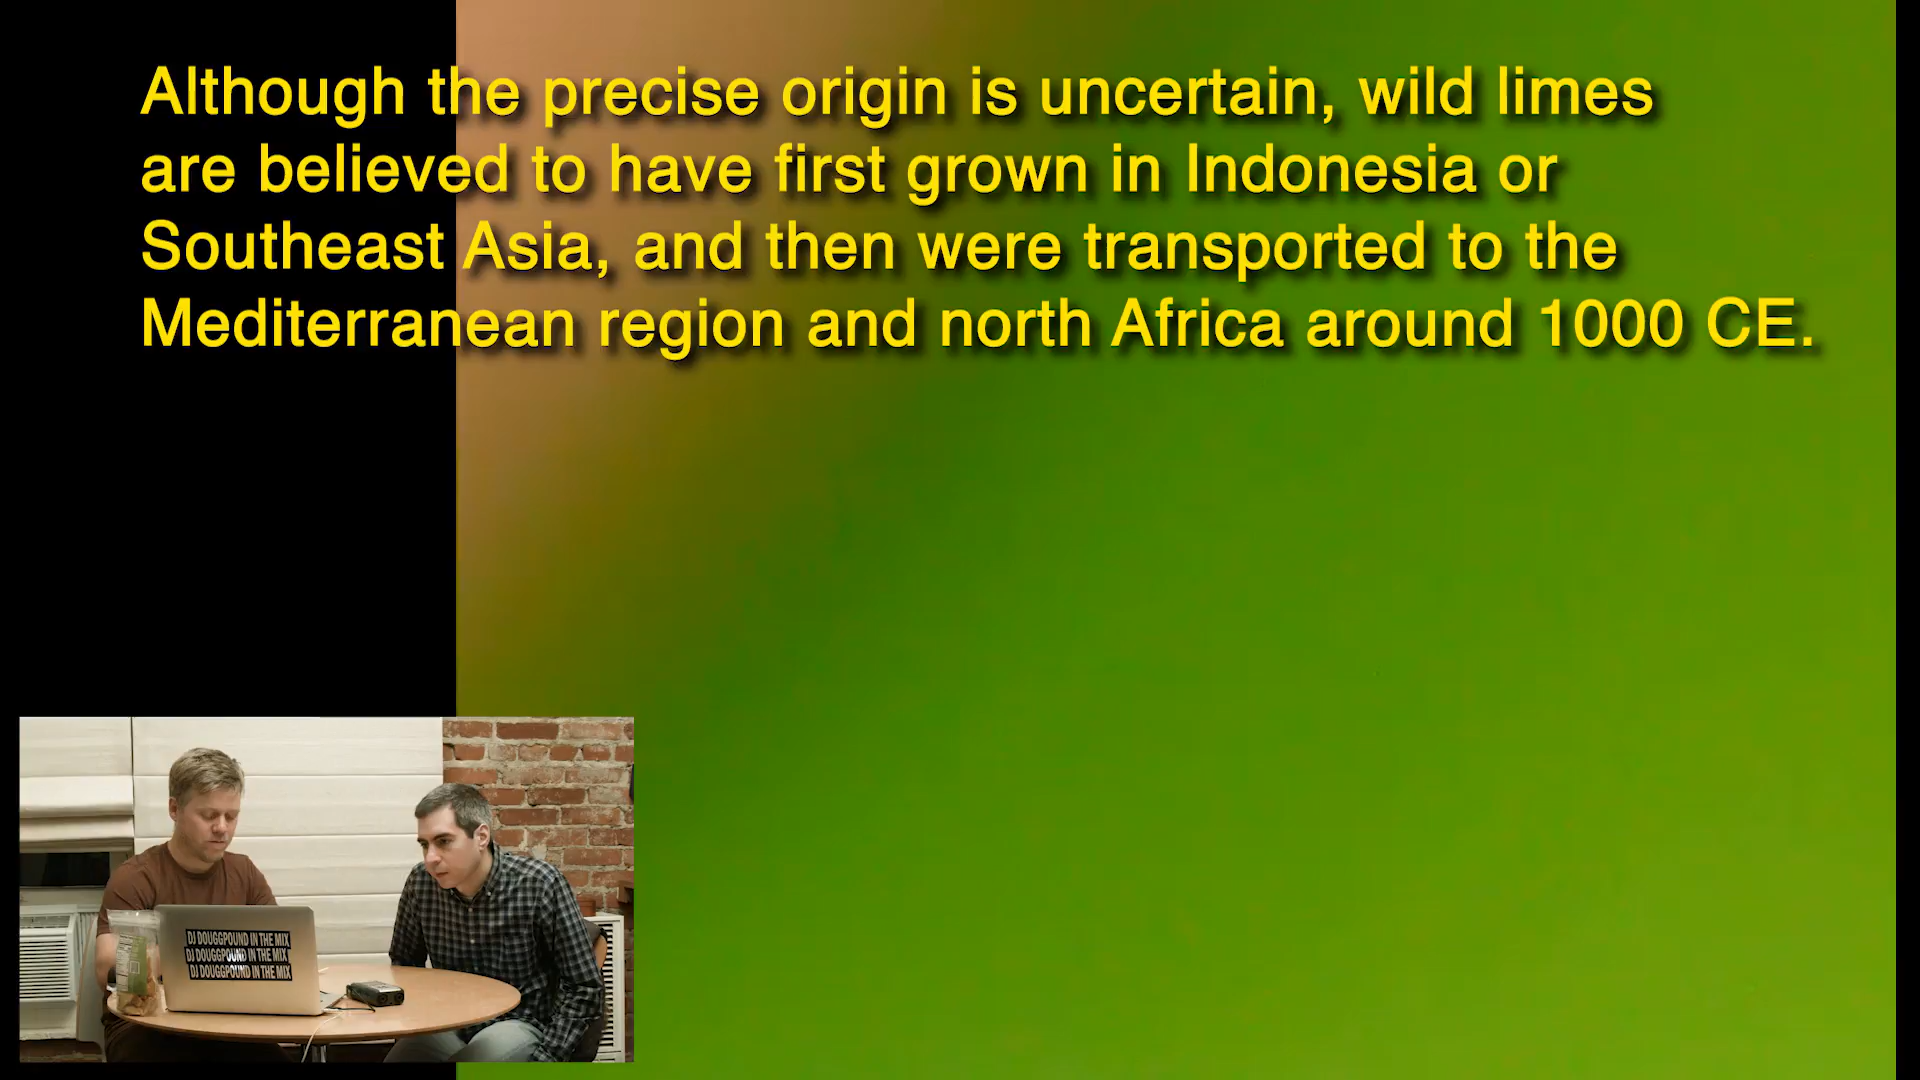 Although the precise origin is uncertain, wild limes
are believed to have first grown in Indonesia or
Southeast Asia, and then were transported to the
Mediterranean region and north Africa around 1000 CE.
DJ DOUGGPOUND IN THE MIX
DJ DOUGGPOUND IN THE MIX
DJ DOUGGPOUND IN THE MIX